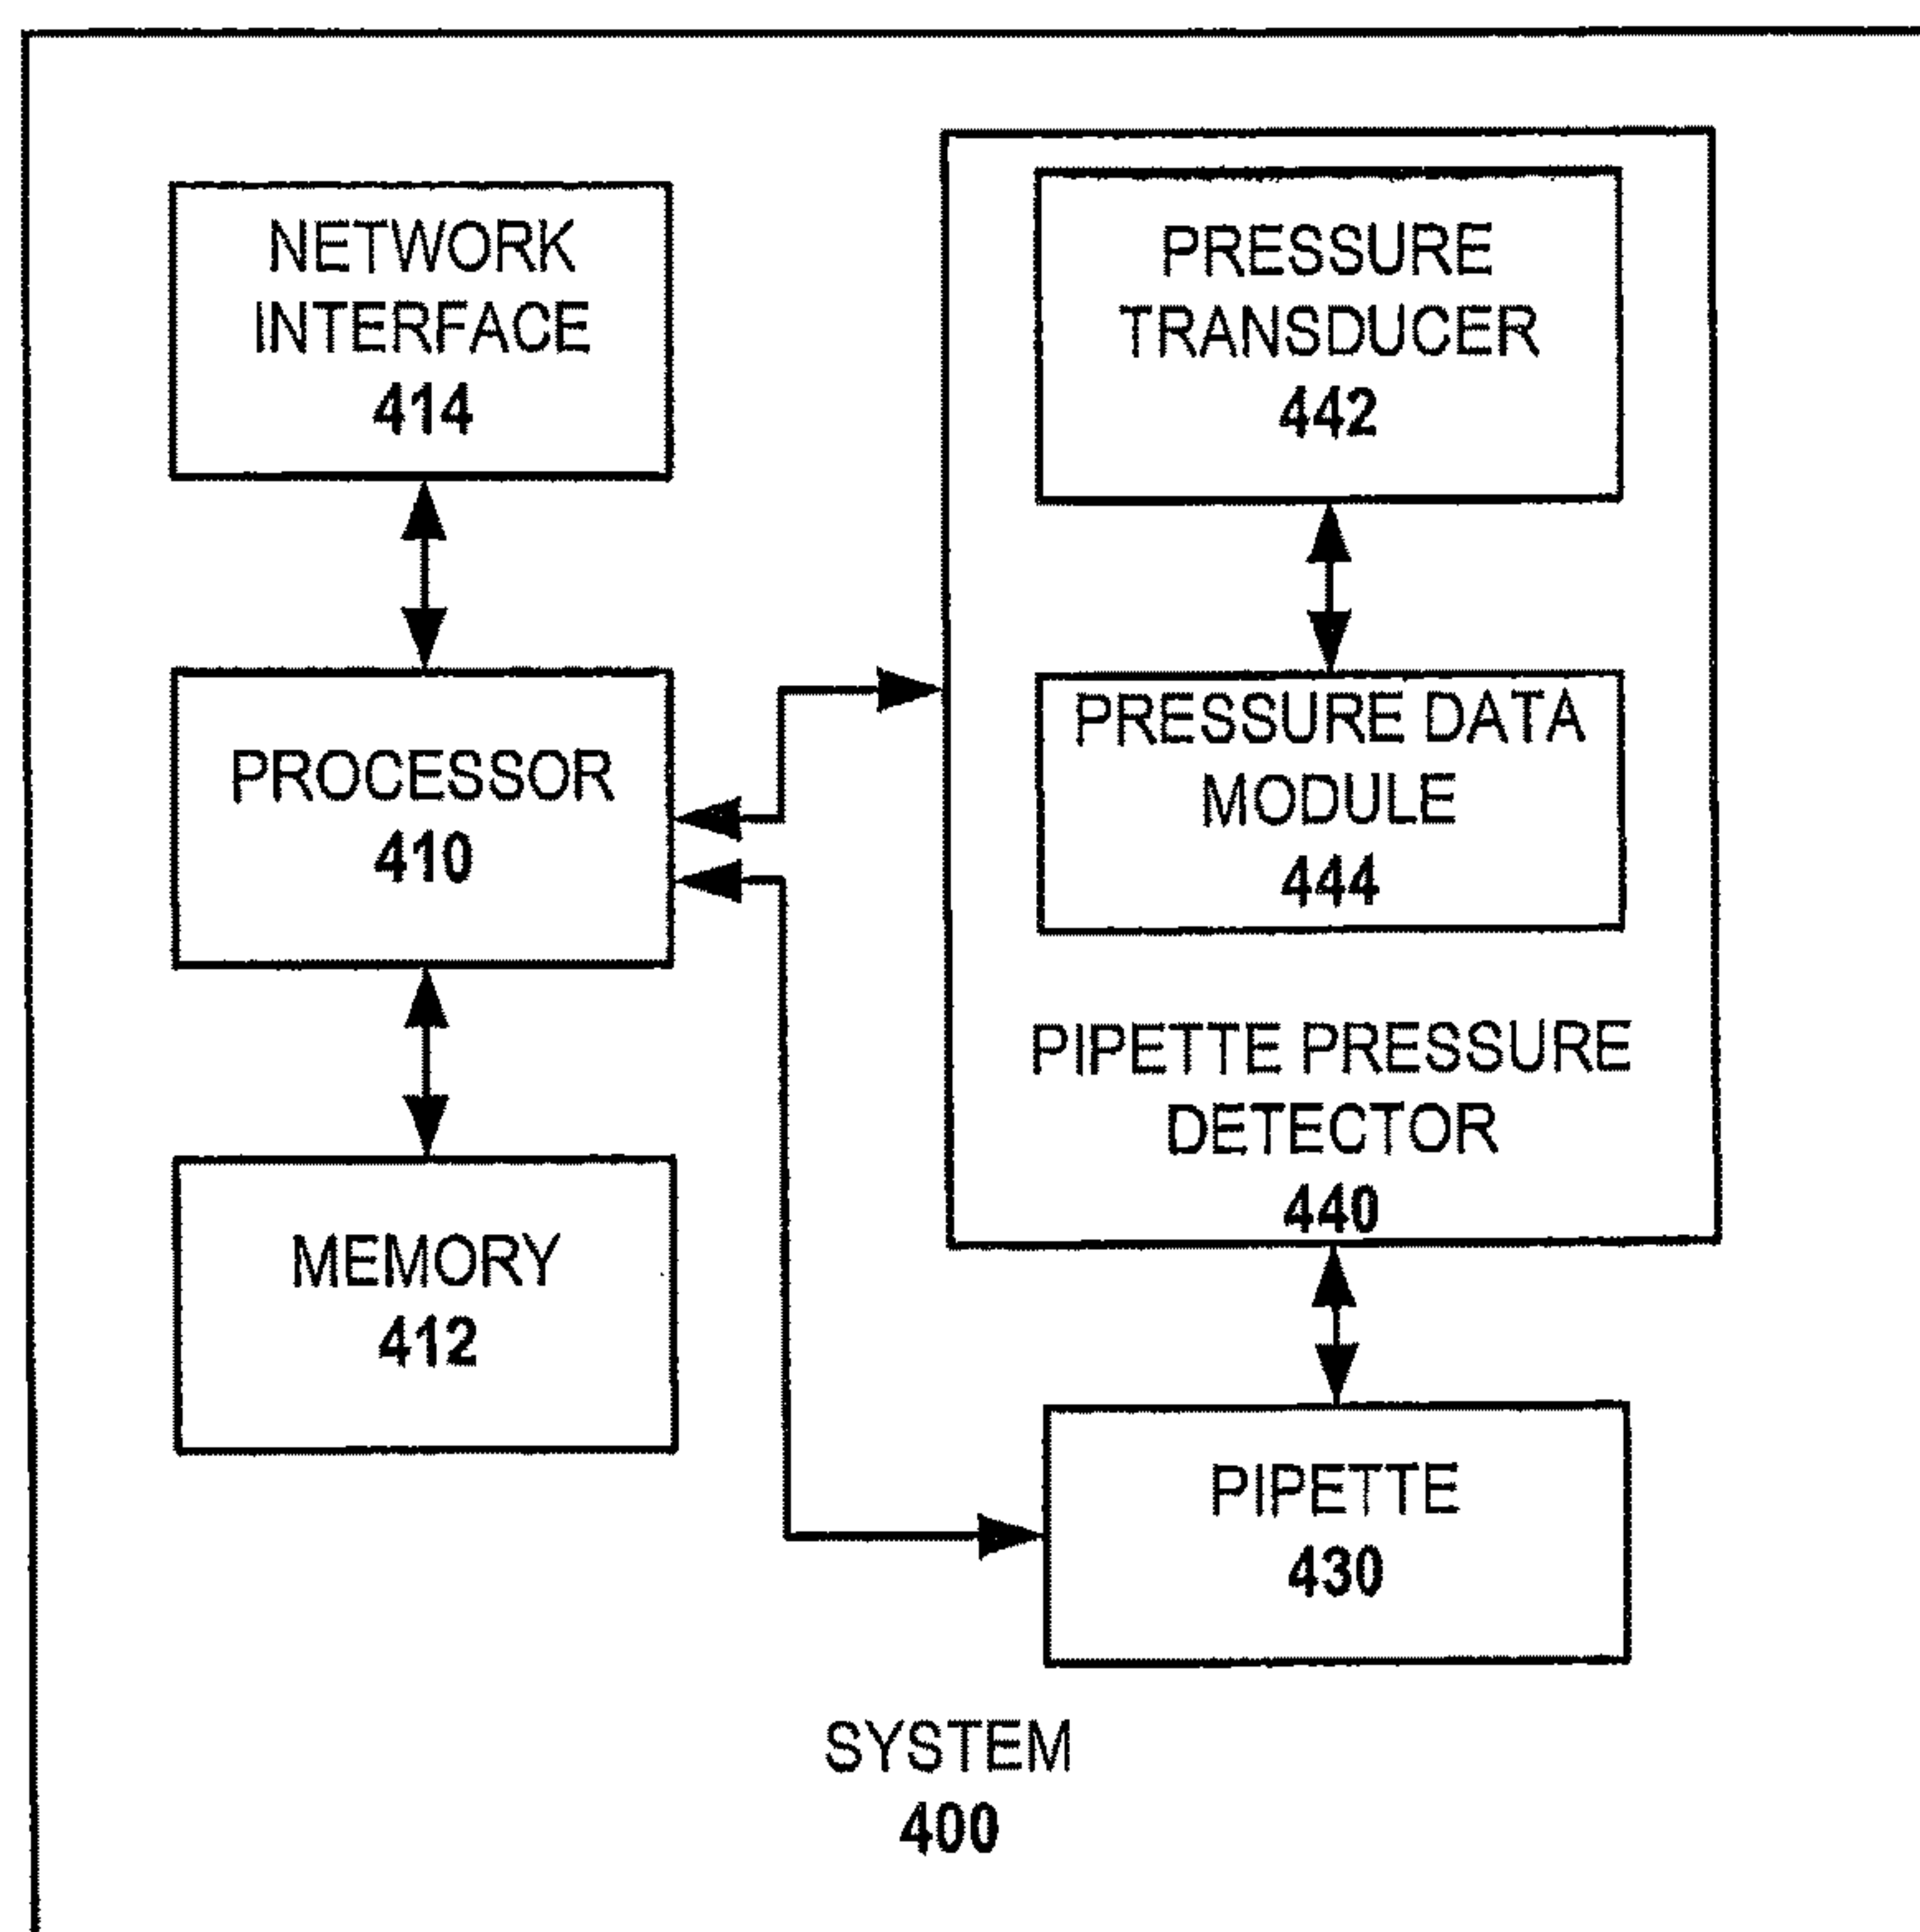 NETWORK
INTERFACE
414
PROCESSOR
410
MEMORY
412
PRESSURE
TRANSDUCER
442
PRESSURE DATA
MODULE
444
PIPETTE PRESSURE
DETECTOR
440
PIPETTE
430
SYSTEM
400